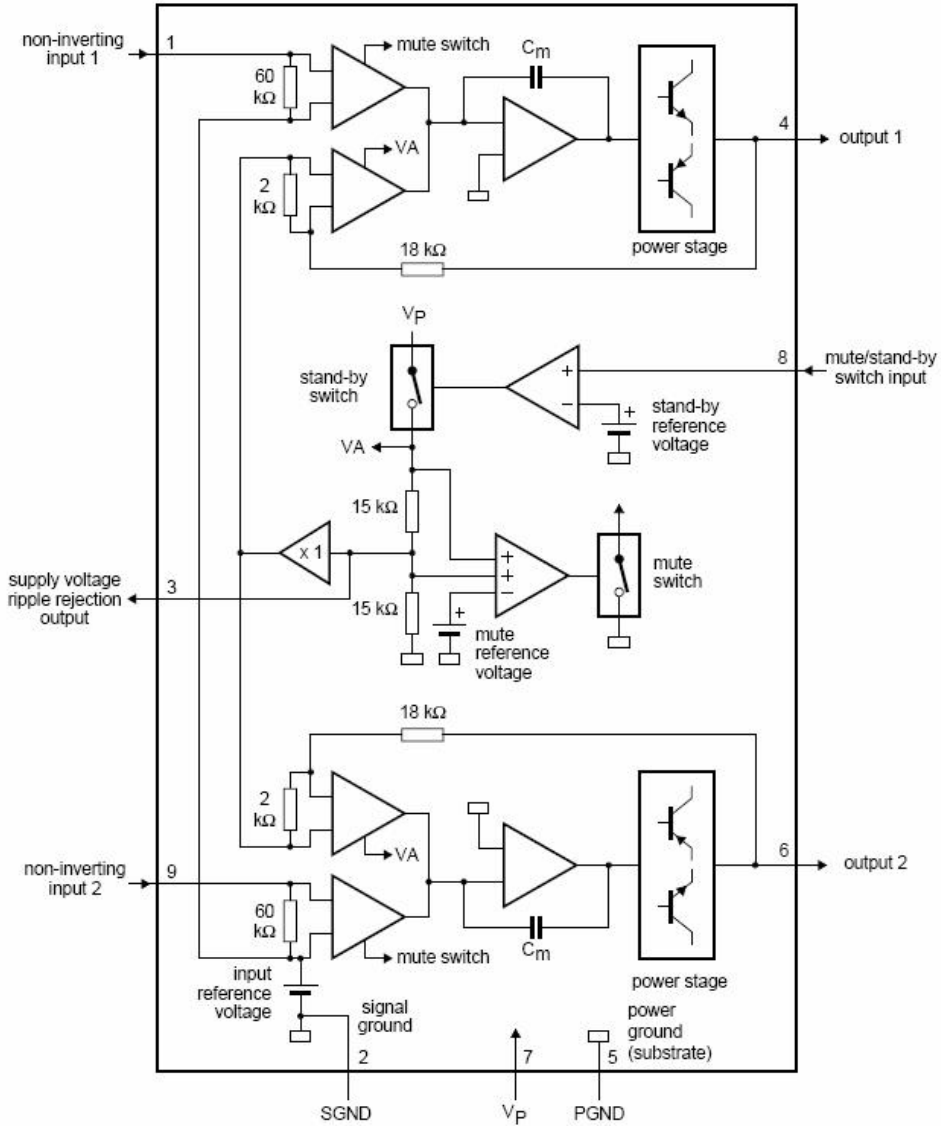 non-inverting
input 1
1
mute switch
60
kΩ
Cm
VA
2
kΩ
4
output 1
18 kΩ
power stage
VP
stand-by
switch
8
mute/stand-by
switch input
+
−
+
stand-by
reference
voltage
VA
15 kΩ
x 1
+
+
−
mute
switch
3
supply voltage
ripple rejection
output
15 kΩ
+
mute
reference
voltage
18 kΩ
2
kΩ
VA
non-inverting
input 2
9
6
output 2
60
kΩ
Cm
mute switch
power stage
input
reference
voltage
signal
ground
power
ground
(substrate)
2
7
5
SGND
VP
PGND